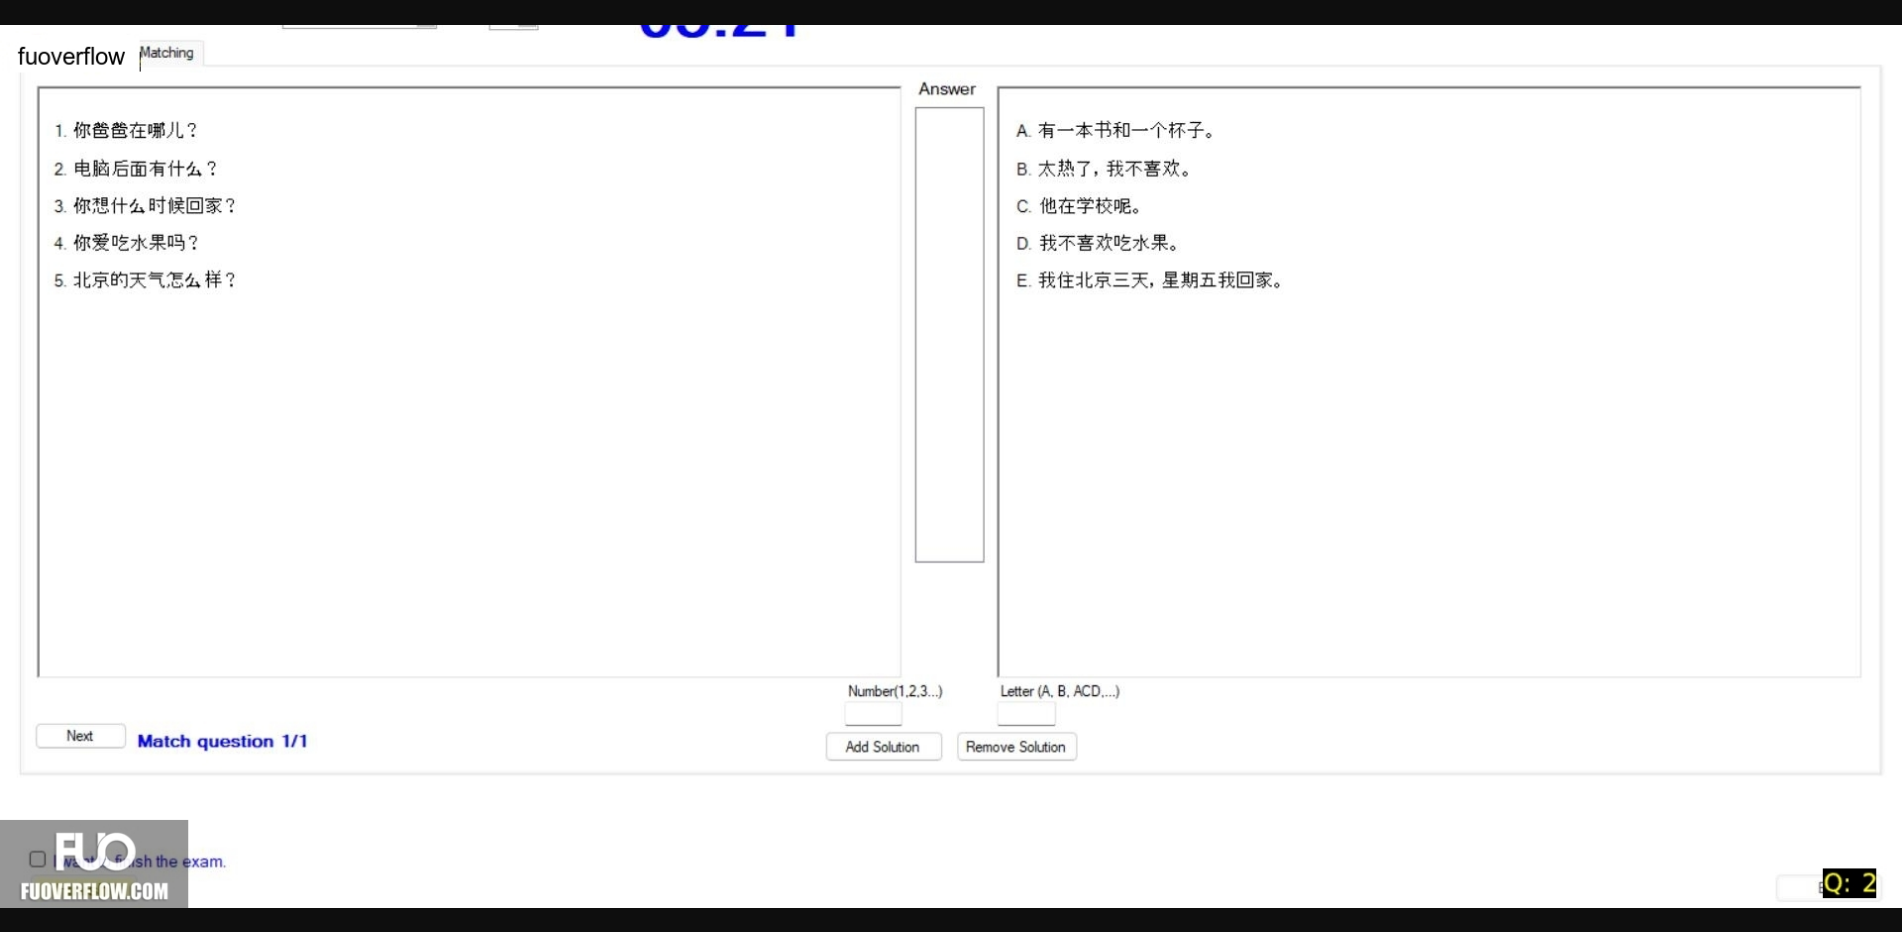 fuoverflow
Matching
Answer
1. 你爸爸在哪儿？
2. 电脑后面有什么？
3. 你想什么时候回家？
4. 你爱吃水果吗？
5. 北京的天气怎么样？
A. 有一本书和一个杯子。
B. 太热了，我不喜欢。
C. 他在学校呢。
D. 我不喜欢吃水果。
E. 我住北京三天，星期五我回家。
Number(1,2,3...)
Letter (A, B, ACD,...)
Next
Match question 1/1
Add Solution
Remove Solution
FUO
the exam.
FUOVERFLOW.COM
Q: 2